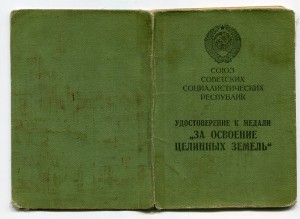 СОЮЗ
СОВЕТСКИХ
СОЦИАЛИСТИЧЕСКИХ
РЕСПУБЛИК
УДОСТОВЕРЕНИЕ К МЕДАЛИ
„ЗА ОСВОЕНИЕ
ЦЕЛИННЫХ ЗЕМЕЛЬ“